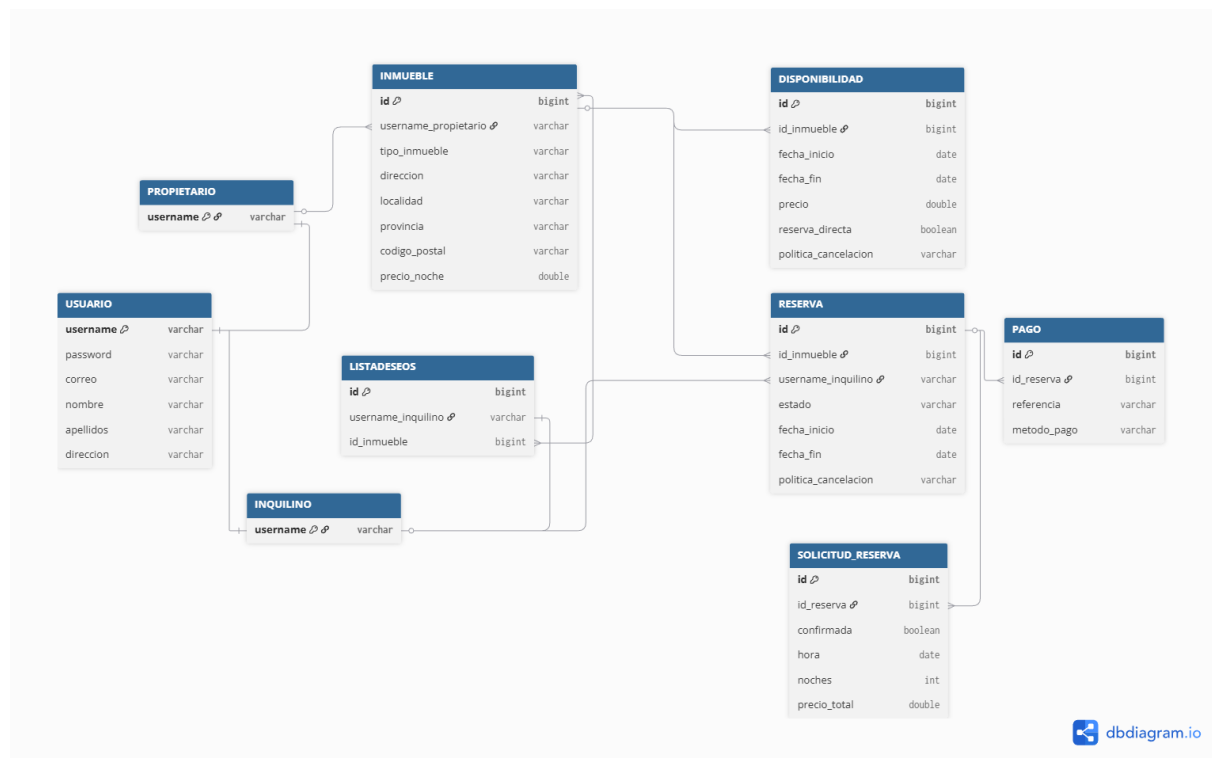 INMUEBLE
id bigint
username_propietario varchar
tipo_inmueble varchar
direccion varchar
localidad varchar
provincia varchar
codigo_postal varchar
precio_noche double
DISPONIBILIDAD
id bigint
id_inmueble bigint
fecha_inicio date
fecha_fin date
precio double
reserva_directa boolean
politica_cancelacion varchar
PROPIETARIO
username varchar
USUARIO
username varchar
password varchar
correo varchar
nombre varchar
apellidos varchar
direccion varchar
LISTADESEOS
id bigint
username_inquilino varchar
id_inmueble bigint
RESERVA
id bigint
id_inmueble bigint
username_inquilino varchar
estado varchar
fecha_inicio date
fecha_fin date
politica_cancelacion varchar
PAGO
id bigint
id_reserva bigint
referencia varchar
metodo_pago varchar
INQUILINO
username varchar
SOLICITUD_RESERVA
id bigint
id_reserva bigint
confirmada boolean
hora date
noches int
precio_total double
dbdiagram.io